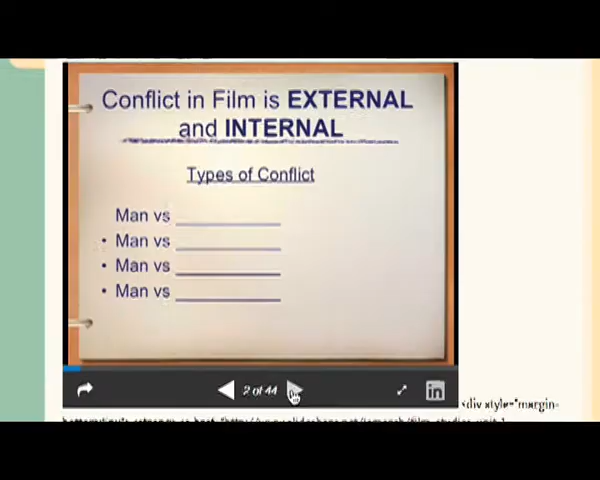 Conflict in Film is EXTERNAL
and INTERNAL
Types of Conflict
Man vs
• Man vs
• Man vs
• Man vs
2 of 44
in
<div style="margin-